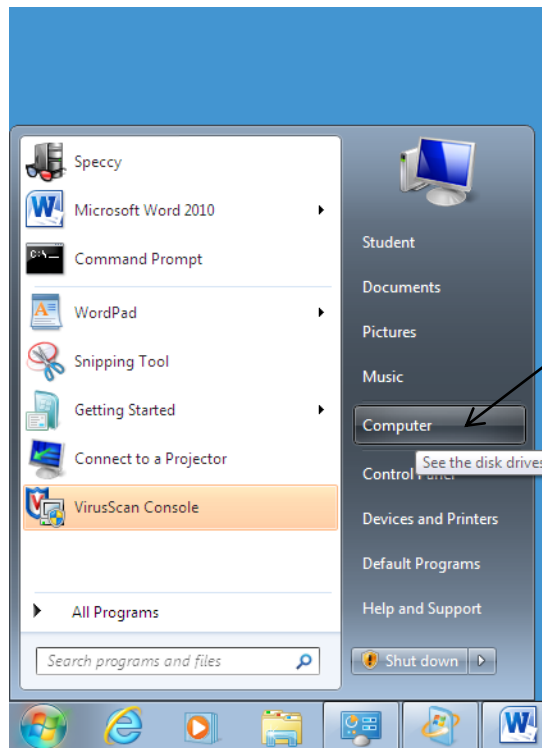 Speccy
Microsoft Word 2010
Command Prompt
WordPad
Snipping Tool
Getting Started
Connect to a Projector
VirusScan Console
All Programs
Search programs and files
Student
Documents
Pictures
Music
Computer
See the disk drives
Control
Devices and Printers
Default Programs
Help and Support
Shut down